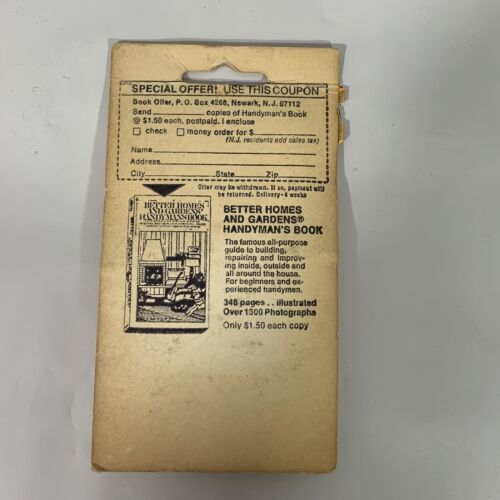 SPECIAL OFFER! USE THIS COUPON
Book Offer, P. O. Box 4268, Newark, N.J. 07112
Send copies of Handyman's Book
@ $1.50 each, postpaid. I enclose
check money order for $
(N.J. residents add sales tax)
Name
Address
City State Zip
Offer may be withdrawn. If so, payment will
be returned. Delivery - 4 weeks
BETTER HOMES
AND GARDENS
HANDYMAN'S BOOK
BETTER HOMES
AND GARDENS®
HANDYMAN'S BOOK
The famous all-purpose
guide to building,
repairing and improv-
ing inside, outside and
all around the house.
For beginners and ex-
perienced handymen.
348 pages . . illustrated
Over 1300 Photographs
Only $1.50 each copy